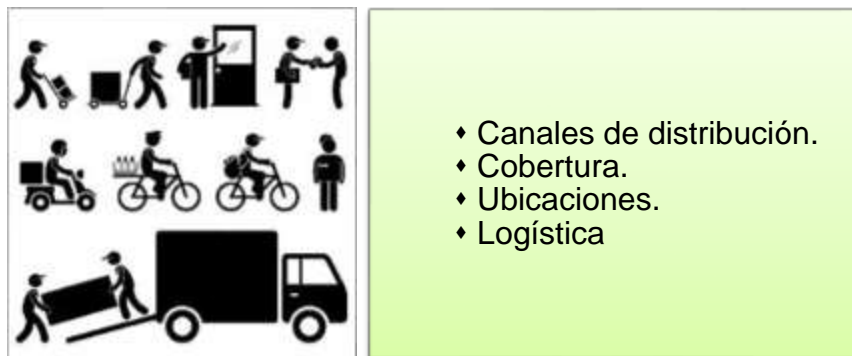 ♦ Canales de distribución.
♦ Cobertura.
♦ Ubicaciones.
♦ Logística